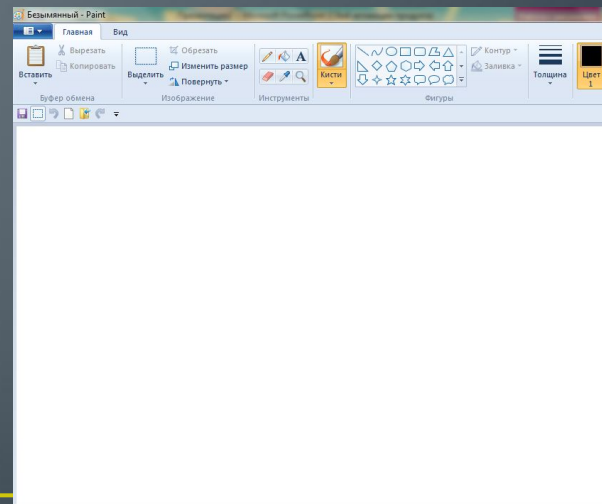 Безымянный - Paint
Главная Вид
Вставить
Вырезать
Копировать
Буфер обмена
Выделить
Обрезать
Изменить размер
Повернуть
Изображение
A
Инструменты
Кисти
Фигуры
Контур
Заливка
Толщина
Цвет
1